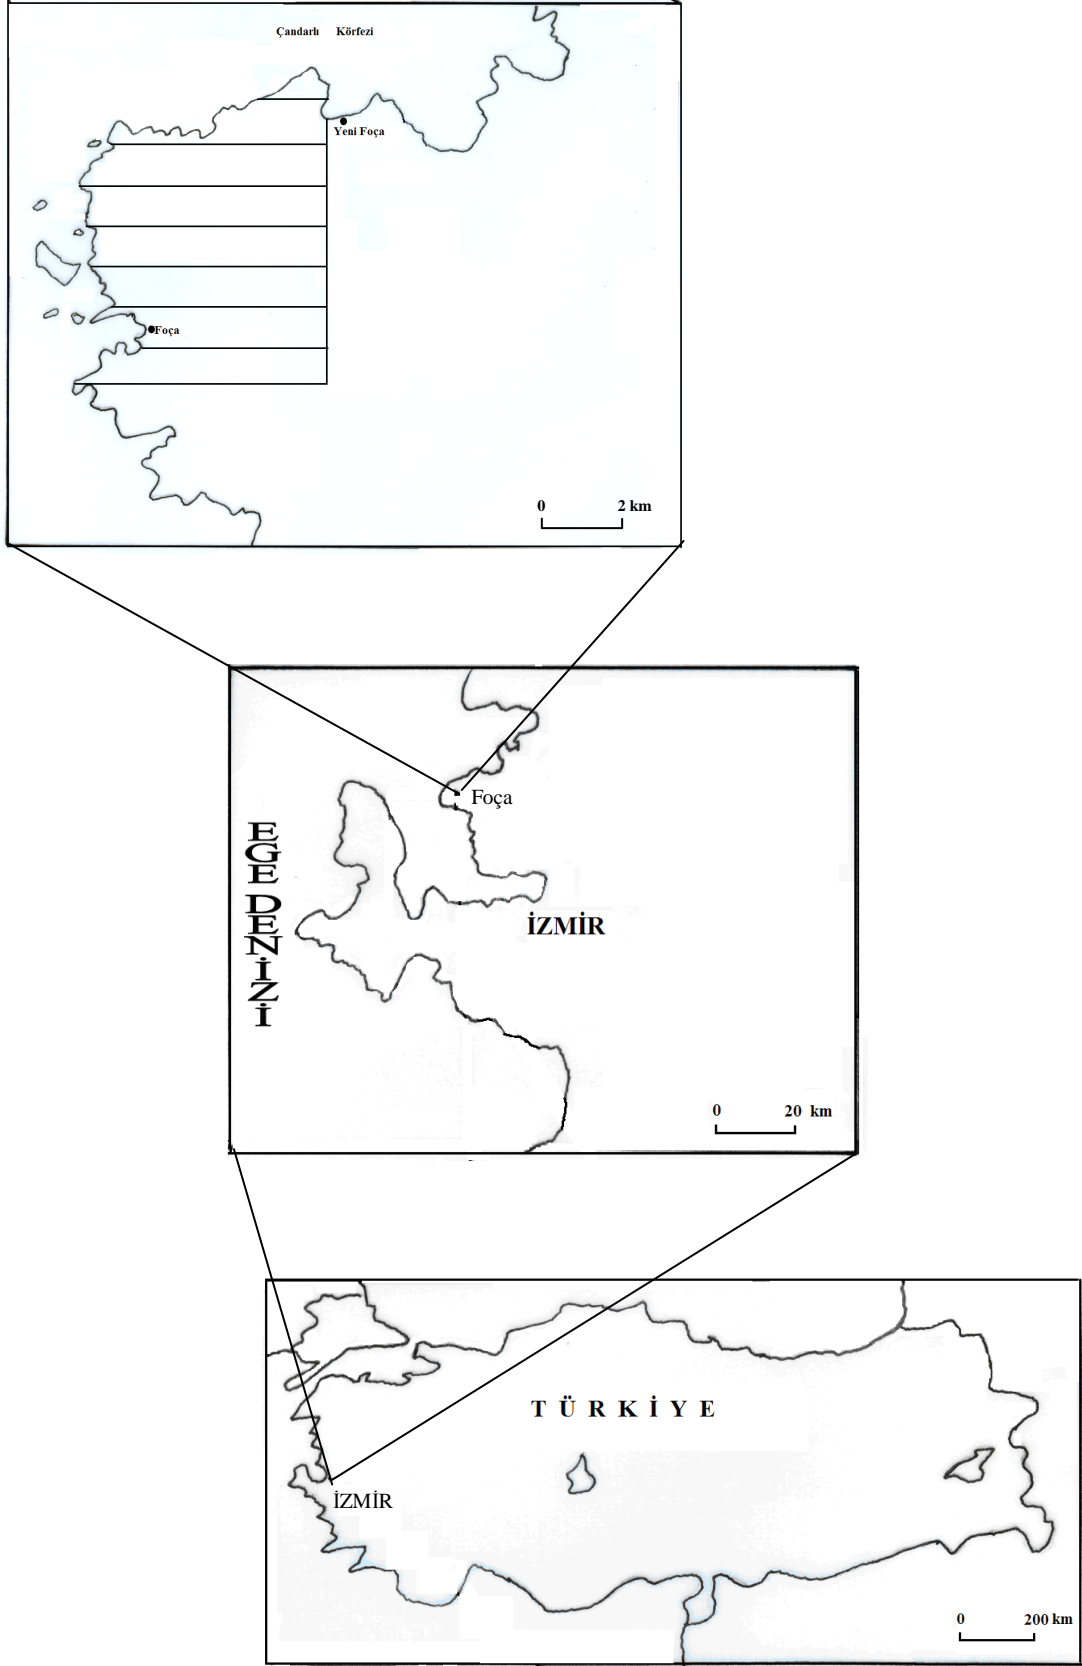 Çandarlı Körfezi
Yeni Foça
Foça
0 2 km
Foça
EGE DENİZİ
İZMİR
0 20 km
TÜRKİYE
İZMİR
0 200 km